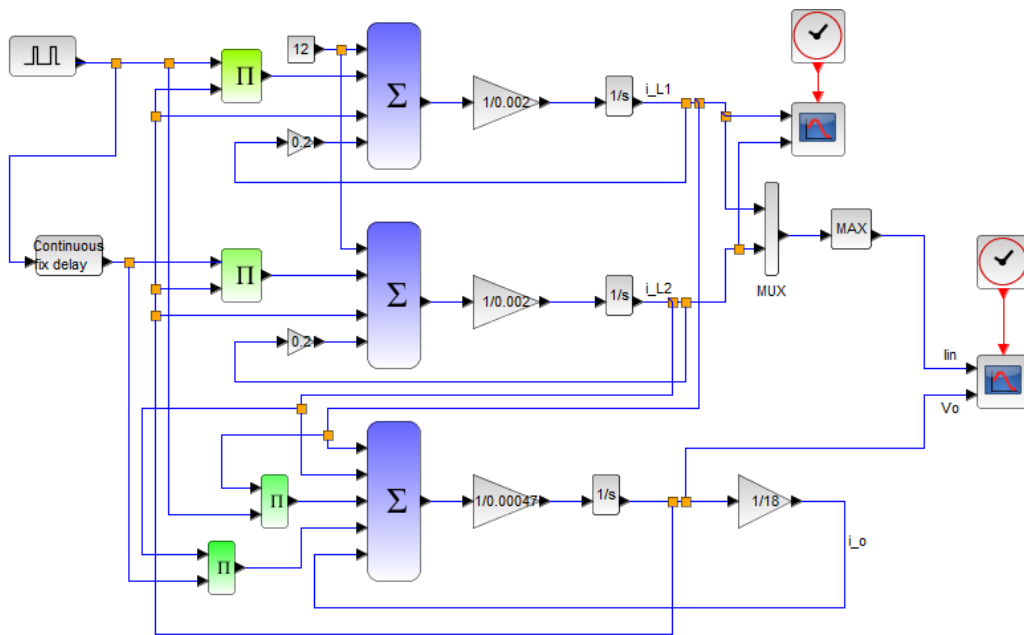 12
Π
Σ
1/0.002
1/s
i_L1
0.2
MAX
Continuous
fix delay
Π
Σ
1/0.002
1/s
i_L2
MUX
0.2
Iin
Vo
Π
Σ
1/0.00047
1/s
1/18
i_o
Π